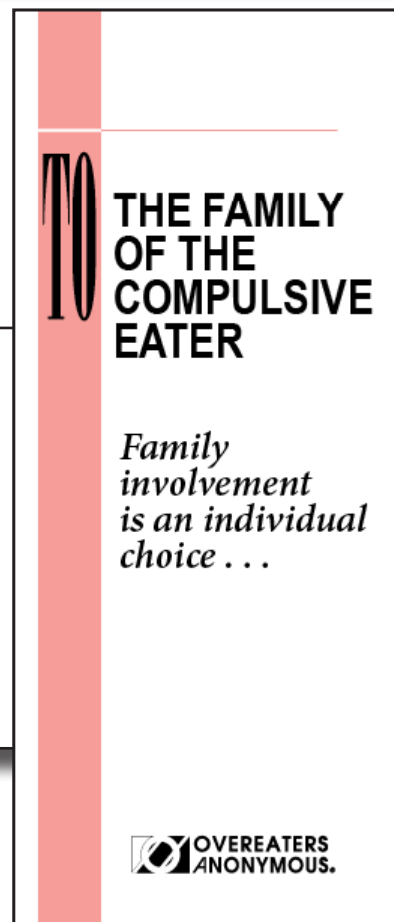 TO THE FAMILY
OF THE
COMPULSIVE
EATER
Family
involvement
is an individual
choice . . .
OVEREATERS
ANONYMOUS.